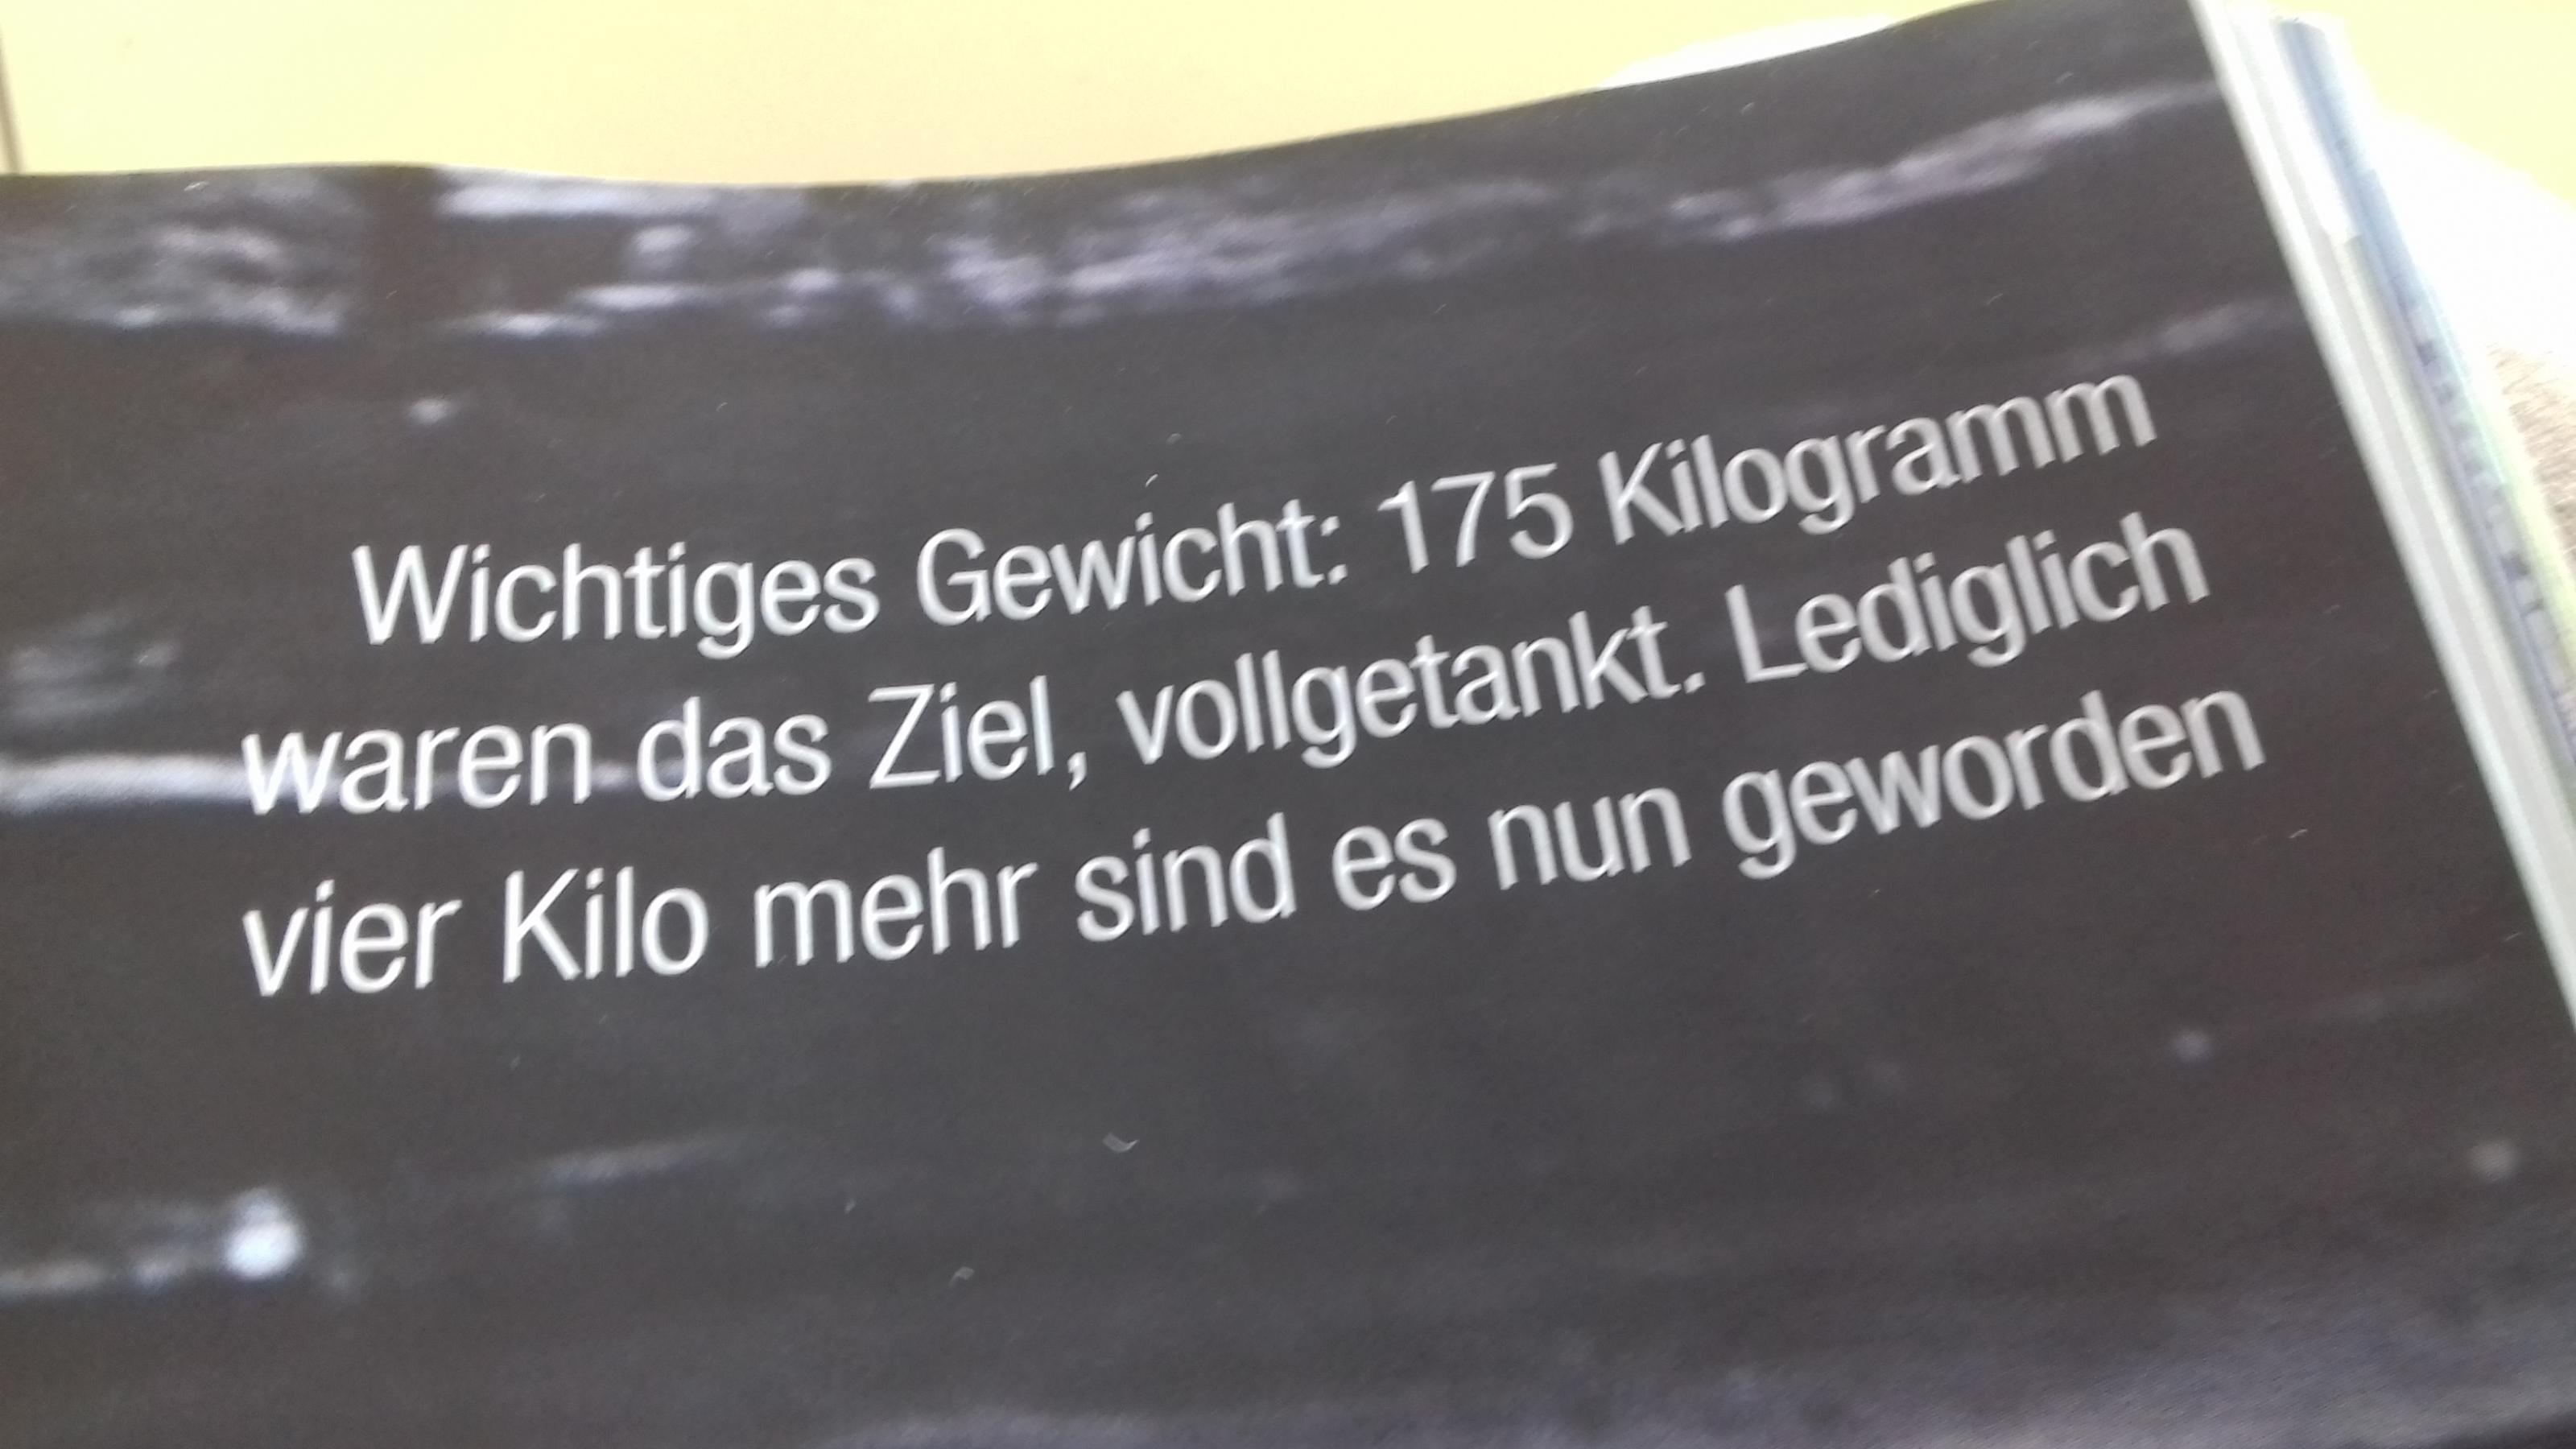 Wichtiges Gewicht: 175 Kilogramm
waren das Ziel, vollgetankt. Lediglich
vier Kilo mehr sind es nun geworden